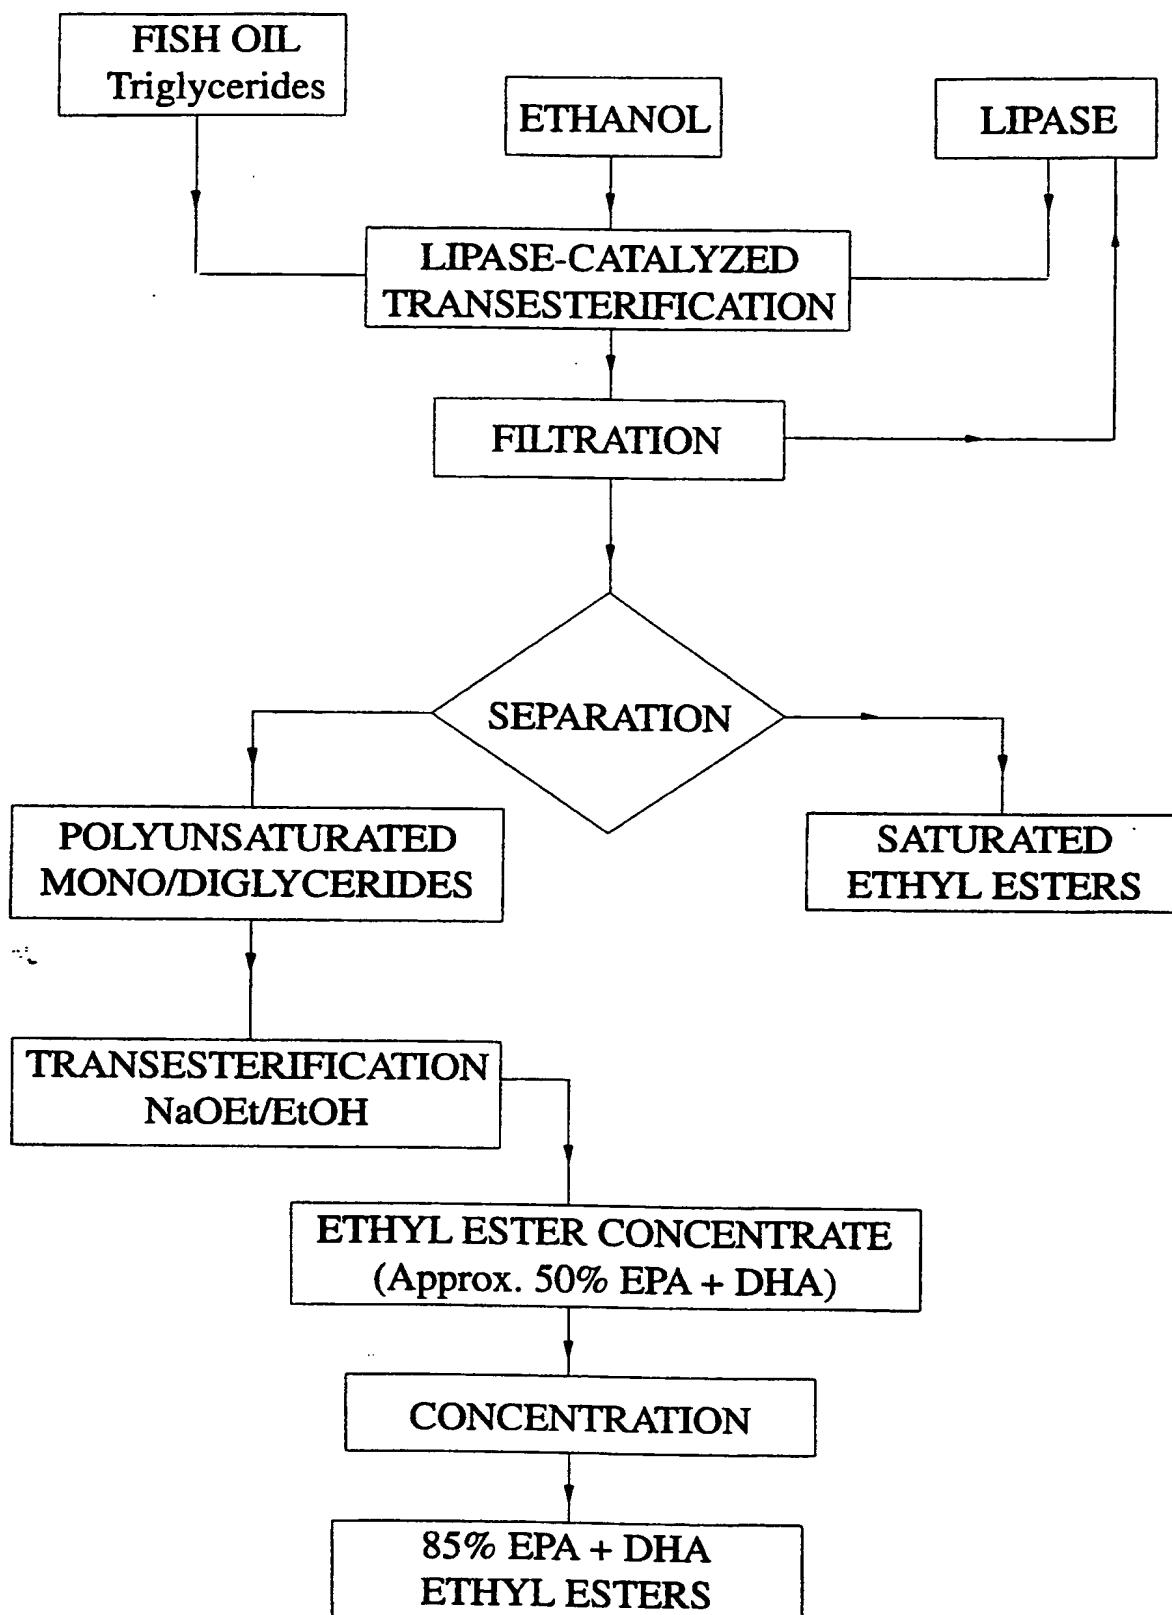 FISH OIL
Triglycerides
ETHANOL
LIPASE
LIPASE-CATALYZED
TRANSESTERIFICATION
FILTRATION
SEPARATION
POLYUNSATURATED
MONO/DIGLYCERIDES
SATURATED
ETHYL ESTERS
TRANSESTERIFICATION
NaOEt/EtOH
ETHYL ESTER CONCENTRATE
(Approx. 50% EPA + DHA)
CONCENTRATION
85% EPA + DHA
ETHYL ESTERS